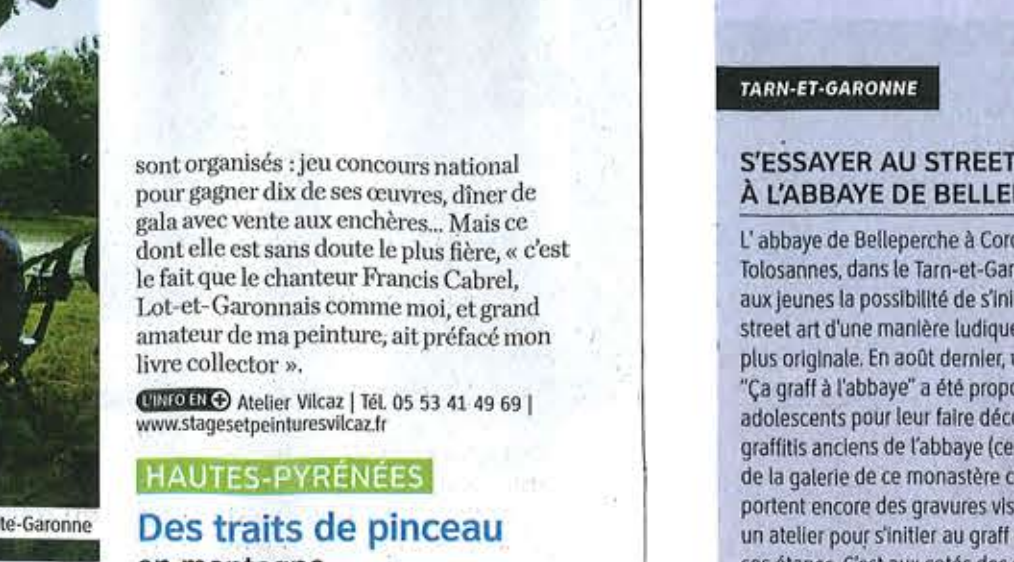 sont organisés : jeu concours national
pour gagner dix de ses œuvres, dîner de
gala avec vente aux enchères... Mais ce
dont elle est sans doute le plus fière, « c'est
le fait que le chanteur Francis Cabrel,
Lot-et-Garonnais comme moi, et grand
amateur de ma peinture, ait préfacé mon
livre collector ».
L'INFO EN + Atelier Vilcaz | Tél. 05 53 41 49 69 |
www.stagesetpeinturesvilcaz.fr
HAUTES-PYRÉNÉES
Des traits de pinceau
en montagne
te-Garonne
TARN-ET-GARONNE
S'ESSAYER AU STREET
À L'ABBAYE DE BELLE
L' abbaye de Belleperche à Cor
Tolosannes, dans le Tarn-et-Gar
aux jeunes la possibilité de s'ini
street art d'une manière ludique
plus originale. En août dernier,
"Ça graff à l'abbaye" a été propo
adolescents pour leur faire déco
graffitis anciens de l'abbaye (ce
de la galerie de ce monastère c
portent encore des gravures vis
un atelier pour s'initier au graff